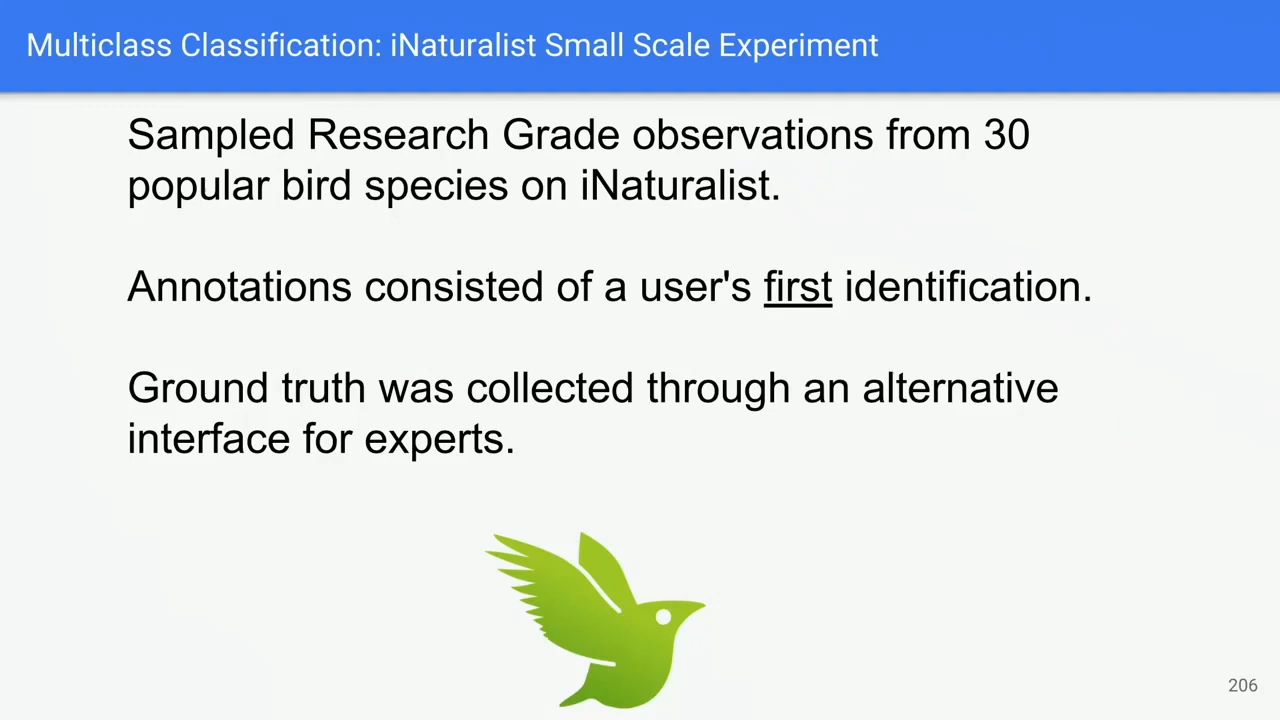 Multiclass Classification: iNaturalist Small Scale Experiment
Sampled Research Grade observations from 30
popular bird species on iNaturalist.
Annotations consisted of a user's first identification.
Ground truth was collected through an alternative
interface for experts.
206